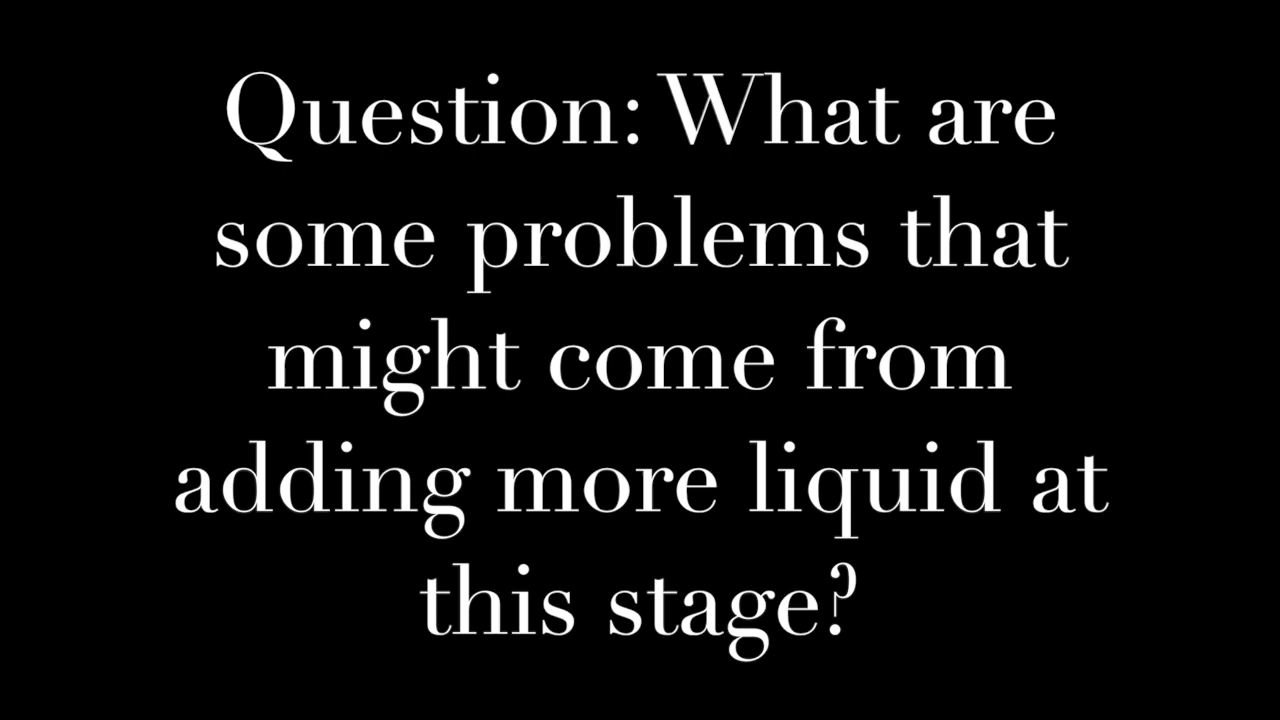 Question: What are
some problems that
might come from
adding more liquid at
this stage?